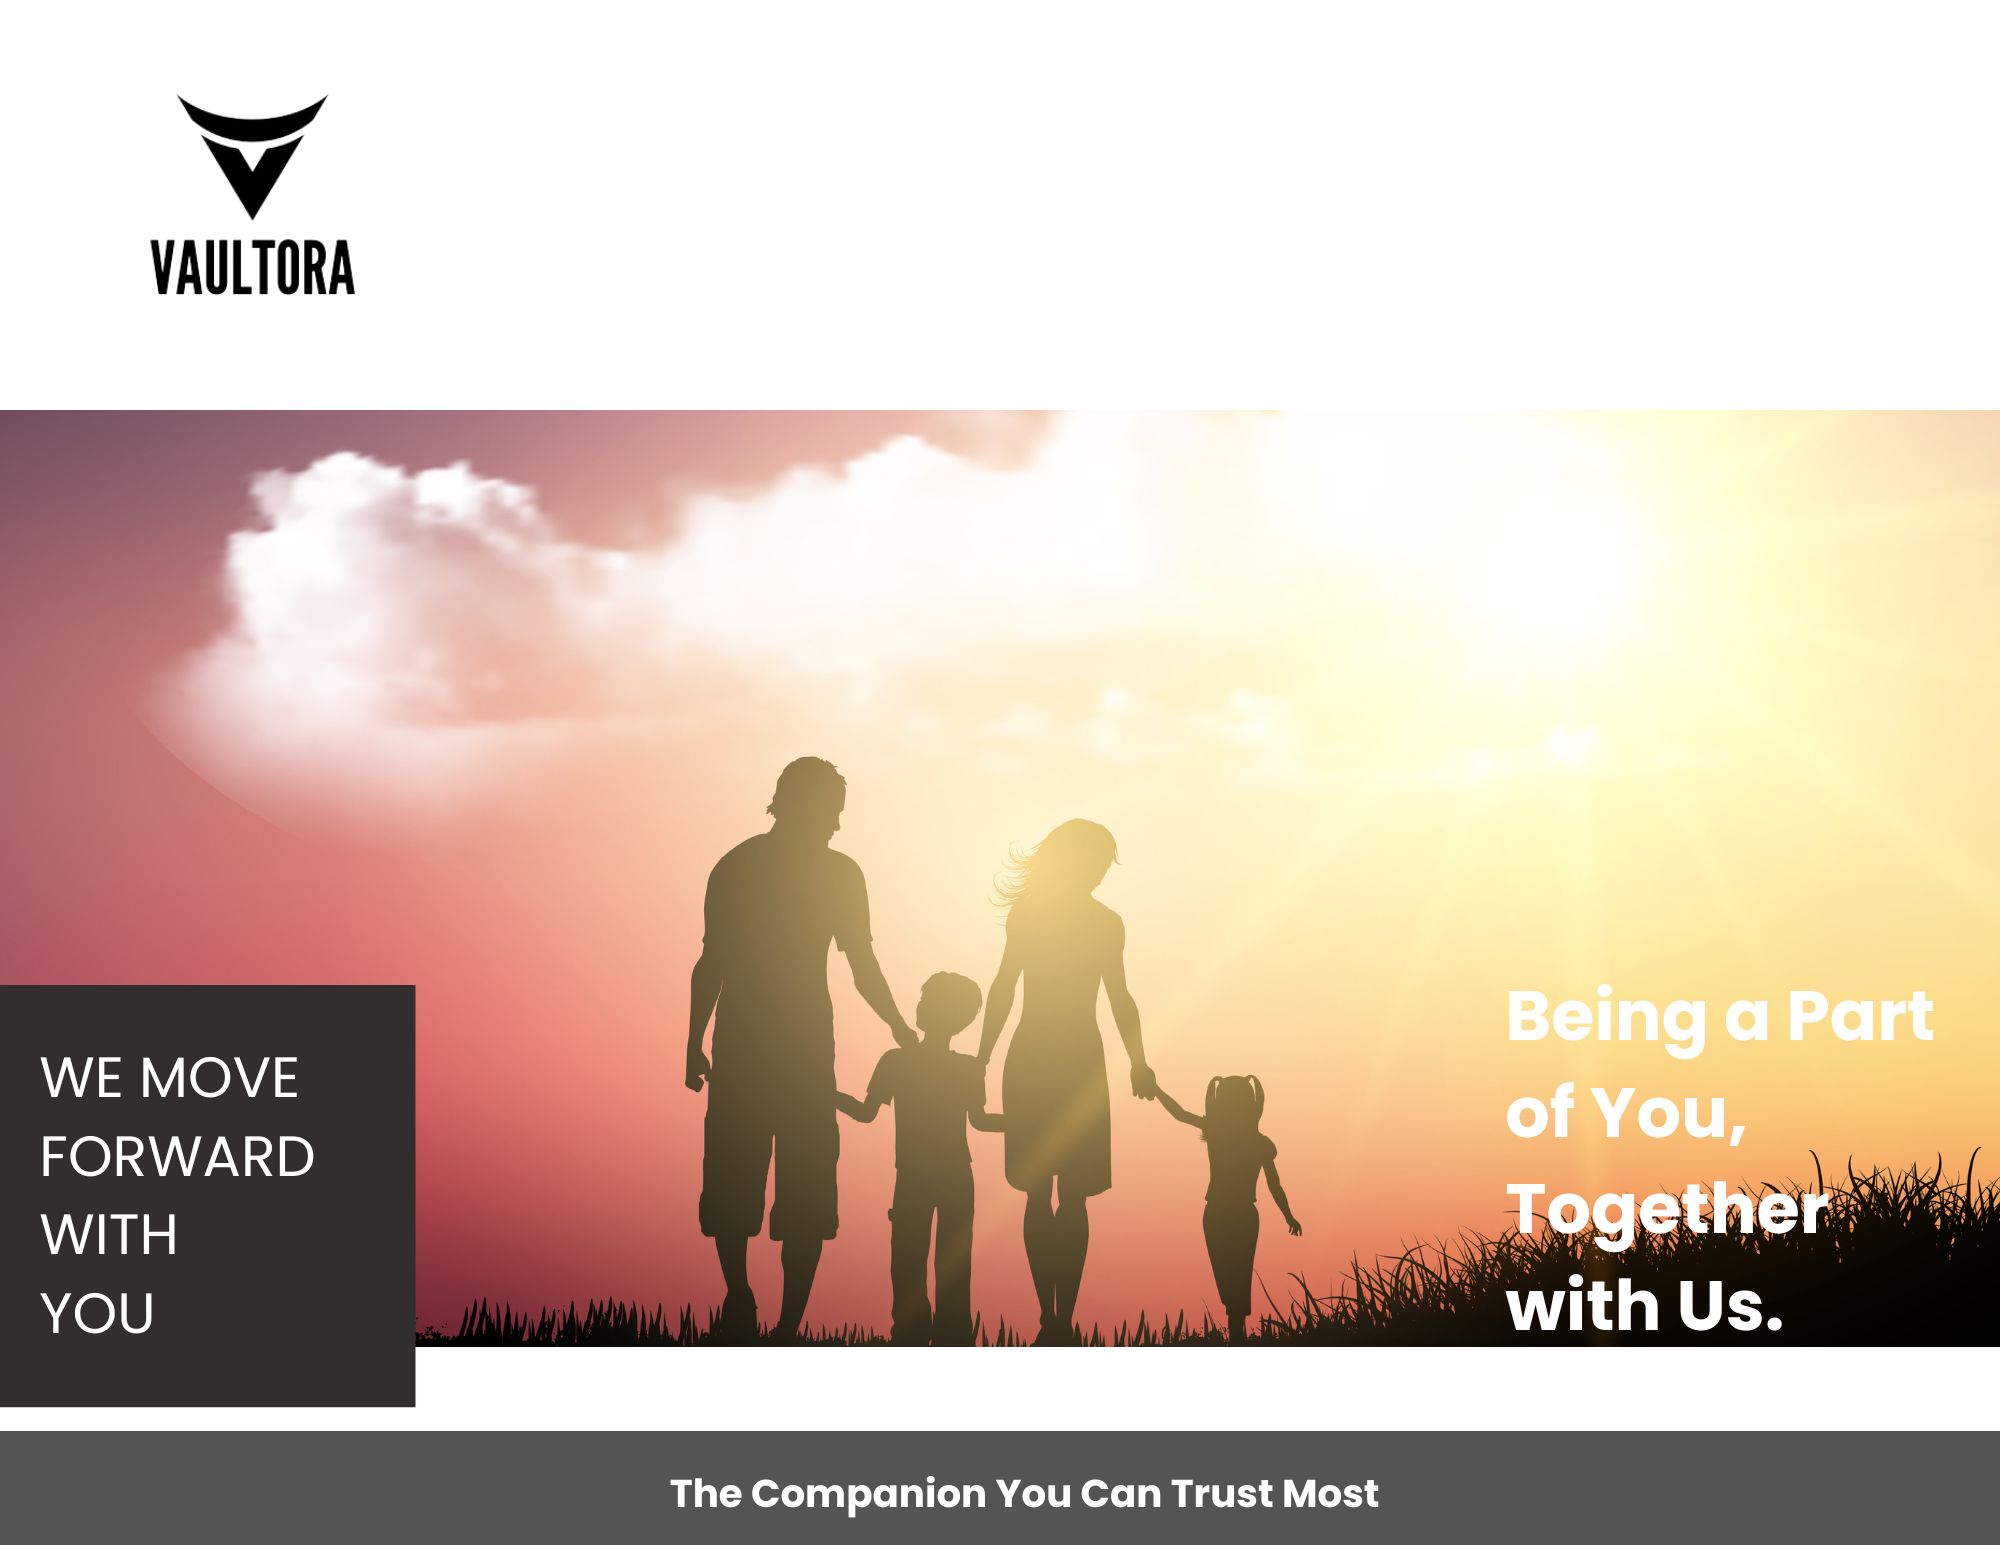 VAULTORA
WE MOVE
FORWARD
WITH
YOU
Being a Part
of You,
Together
with Us.
The Companion You Can Trust Most